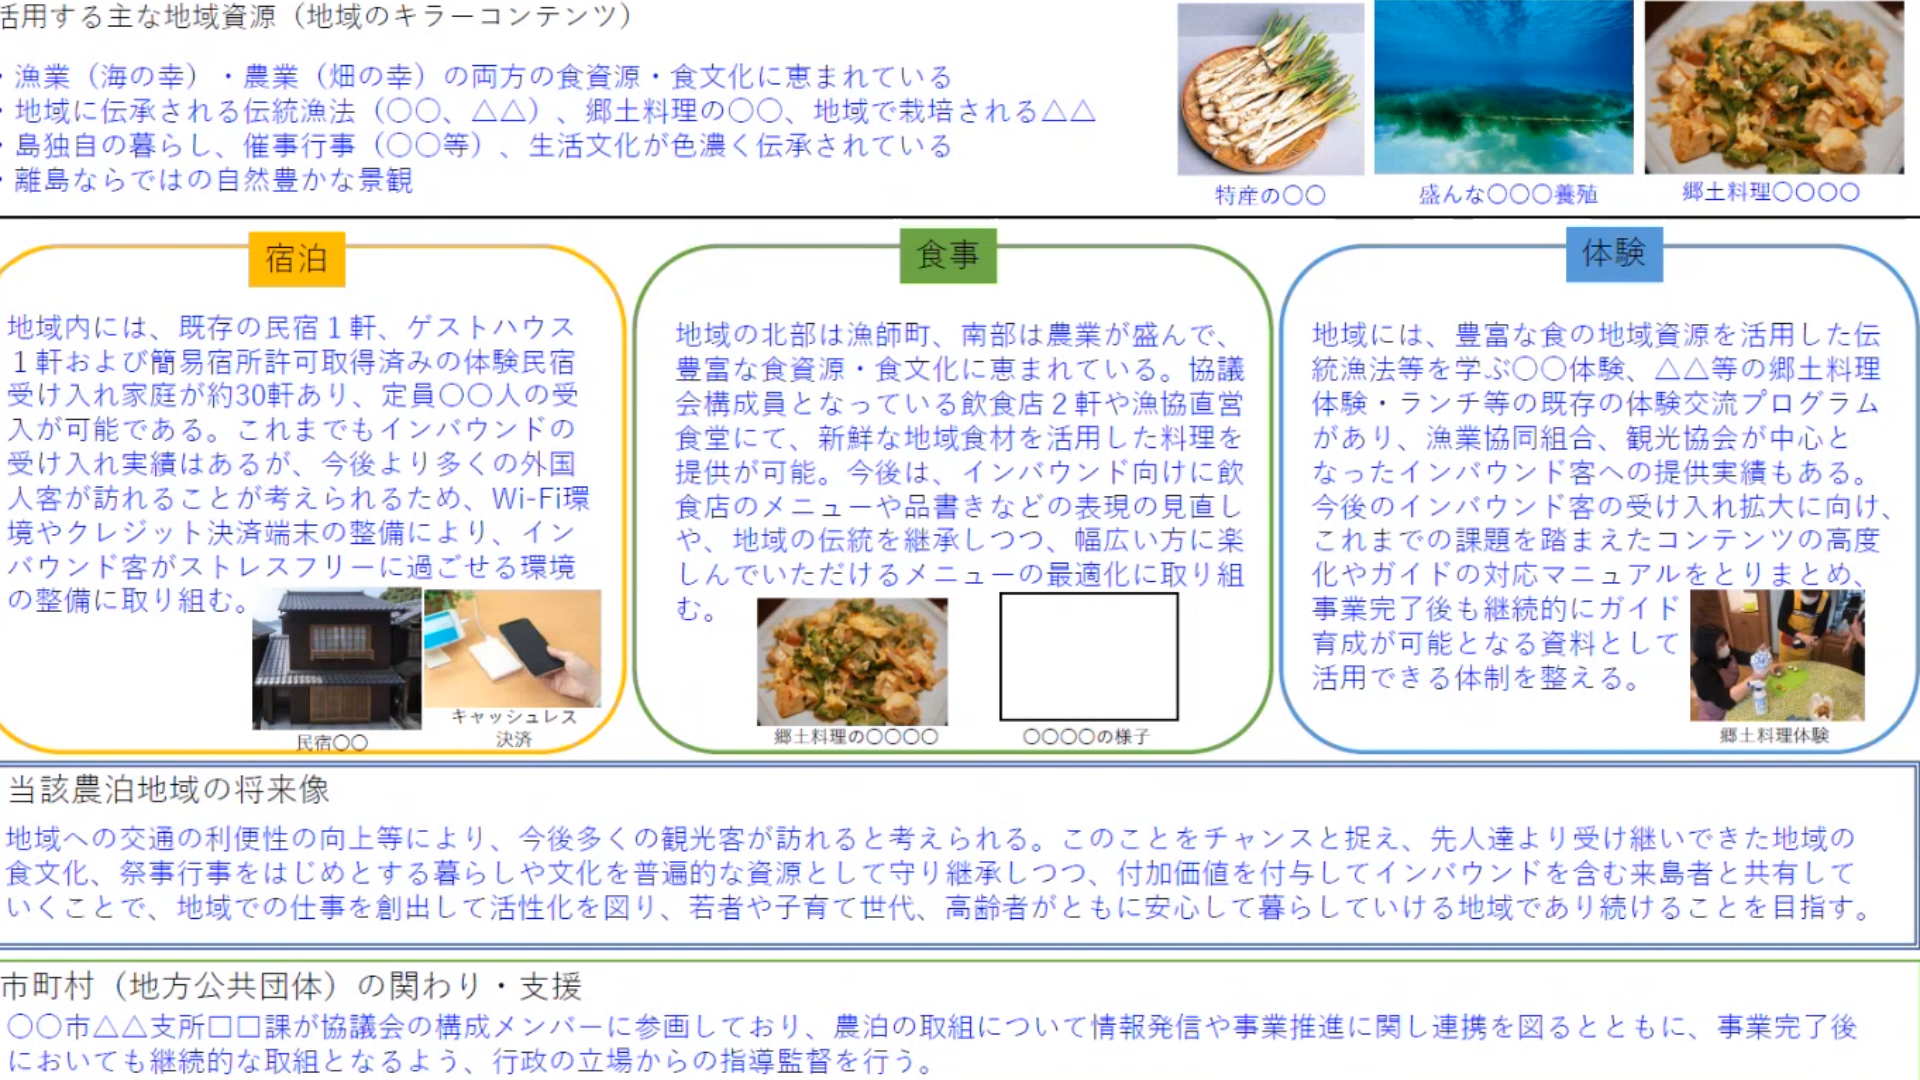 活用する主な地域資源（地域のキラーコンテンツ）
・漁業（海の幸）・農業（畑の幸）の両方の食資源・食文化に恵まれている
・地域に伝承される伝統漁法（〇〇、△△）、郷土料理の〇〇、地域で栽培される△△
・島独自の暮らし、催事行事（〇〇等）、生活文化が色濃く伝承されている
・離島ならではの自然豊かな景観
特産の〇〇
盛んな〇〇〇養殖
郷土料理〇〇〇〇
宿泊
地域内には、既存の民宿１軒、ゲストハウス
１軒および簡易宿所許可取得済みの体験民宿
受け入れ家庭が約30軒あり、定員〇〇人の受
入が可能である。これまでもインバウンドの
受け入れ実績はあるが、今後より多くの外国
人客が訪れることが考えられるため、Wi-Fi環
境やクレジット決済端末の整備により、イン
バウンド客がストレスフリーに過ごせる環境
の整備に取り組む。
民宿〇〇
キャッシュレス
決済
食事
地域の北部は漁師町、南部は農業が盛んで、
豊富な食資源・食文化に恵まれている。協議
会構成員となっている飲食店２軒や漁協直営
食堂にて、新鮮な地域食材を活用した料理を
提供が可能。今後は、インバウンド向けに飲
食店のメニューや品書きなどの表現の見直し
や、地域の伝統を継承しつつ、幅広い方に楽
しんでいただけるメニューの最適化に取り組
む。
郷土料理の〇〇〇〇
〇〇〇〇の様子
体験
地域には、豊富な食の地域資源を活用した伝
統漁法等を学ぶ〇〇体験、△△等の郷土料理
体験・ランチ等の既存の体験交流プログラム
があり、漁業協同組合、観光協会が中心と
なったインバウンド客への提供実績もある。
今後のインバウンド客の受け入れ拡大に向け、
これまでの課題を踏まえたコンテンツの高度
化やガイドの対応マニュアルをとりまとめ、
事業完了後も継続的にガイド
育成が可能となる資料として
活用できる体制を整える。
郷土料理体験
当該農泊地域の将来像
地域への交通の利便性の向上等により、今後多くの観光客が訪れると考えられる。このことをチャンスと捉え、先人達より受け継いできた地域の
食文化、祭事行事をはじめとする暮らしや文化を普遍的な資源として守り継承しつつ、付加価値を付与してインバウンドを含む来島者と共有して
いくことで、地域での仕事を創出して活性化を図り、若者や子育て世代、高齢者がともに安心して暮らしていける地域であり続けることを目指す。
市町村（地方公共団体）の関わり・支援
〇〇市△△支所□□課が協議会の構成メンバーに参画しており、農泊の取組について情報発信や事業推進に関し連携を図るとともに、事業完了後
においても継続的な取組となるよう、行政の立場からの指導監督を行う。